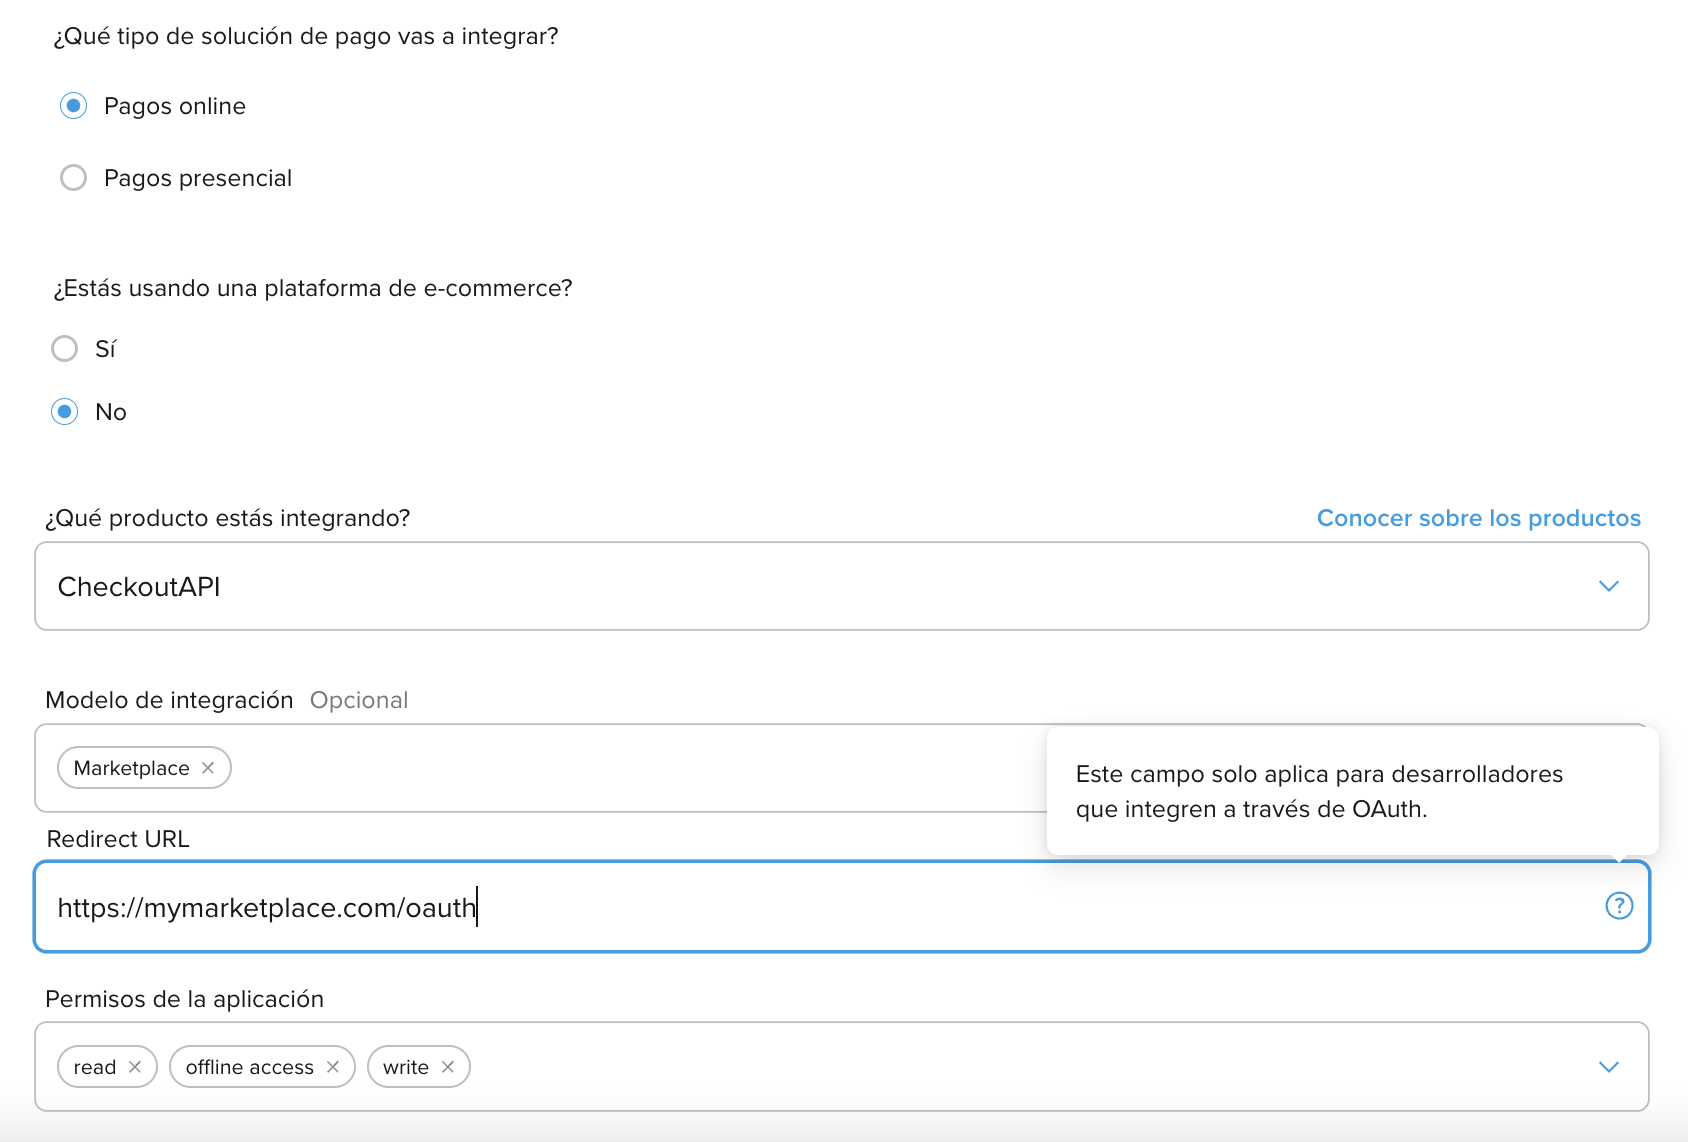 ¿Qué tipo de solución de pago vas a integrar?
Pagos online
Pagos presencial
¿Estás usando una plataforma de e-commerce?
Sí
No
¿Qué producto estás integrando?
Conocer sobre los productos
CheckoutAPI
Modelo de integración Opcional
Marketplace
Este campo solo aplica para desarrolladores
que integren a través de OAuth.
Redirect URL
https://mymarketplace.com/oauth
Permisos de la aplicación
read offline access write